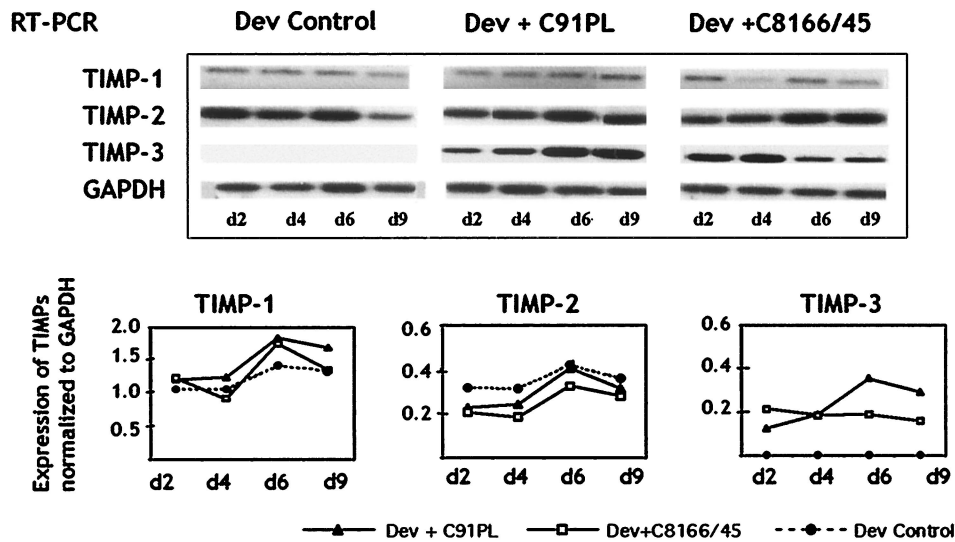 RT-PCR Dev Control Dev + C91PL Dev +C8166/45
TIMP-1
TIMP-2
TIMP-3
GAPDH
d2 d4 d6 d9 d2 d4 d6 d9 d2 d4 d6 d9
Expression of TIMPs
normalized to GAPDH
TIMP-1
2.0
1.5
1.0
0.5
d2 d4 d6 d9
TIMP-2
0.6
0.4
0.2
d2 d4 d6 d9
TIMP-3
0.6
0.4
0.2
d2 d4 d6 d9
Dev + C91PL Dev+C8166/45 Dev Control